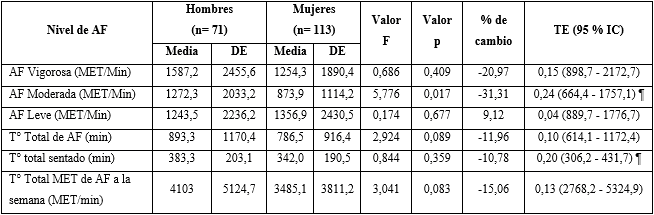 Nivel de AF | Hombres (n= 71) | Mujeres (n= 113) | Valor F | Valor p | % de cambio | TE (95 % IC)
Media | DE | Media | DE
AF Vigorosa (MET/Min) | 1587,2 | 2455,6 | 1254,3 | 1890,4 | 0,686 | 0,409 | -20,97 | 0,15 (898,7 - 2172,7)
AF Moderada (MET/Min) | 1272,3 | 2033,2 | 873,9 | 1114,2 | 5,776 | 0,017 | -31,31 | 0,24 (664,4 - 1757,1) ¶
AF Leve (MET/Min) | 1243,5 | 2236,2 | 1356,9 | 2430,5 | 0,174 | 0,677 | 9,12 | 0,04 (889,7 - 1776,7)
T° Total de AF (min) | 893,3 | 1170,4 | 786,5 | 916,4 | 2,924 | 0,089 | -11,96 | 0,10 (614,1 - 1172,4)
T° total sentado (min) | 383,3 | 203,1 | 342,0 | 190,5 | 0,844 | 0,359 | -10,78 | 0,20 (306,2 - 431,7) ¶
T° Total MET de AF a la semana (MET/min) | 4103 | 5124,7 | 3485,1 | 3811,2 | 3,041 | 0,083 | -15,06 | 0,13 (2768,2 - 5324,9)